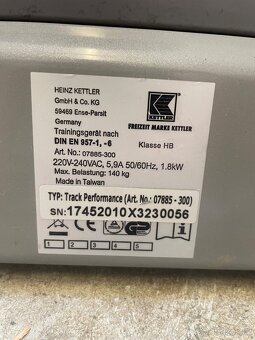 HEINZ KETTLER
GmbH & Co. KG
59469 Ense-Parsit
Germany
Trainingsgerät nach
DIN EN 957-1, -6
Art. No.: 07885-300
220V-240VAC, 5,9A 50/60Hz, 1.8kW
Max. Belastung: 140 kg
Made in Taiwan
KETTLER
FREIZEIT MARKE KETTLER
Klasse HB
TYP: Track Performance (Art. No.: 07885 - 300)
SN:17452010X3230056
1 2 3 4 5